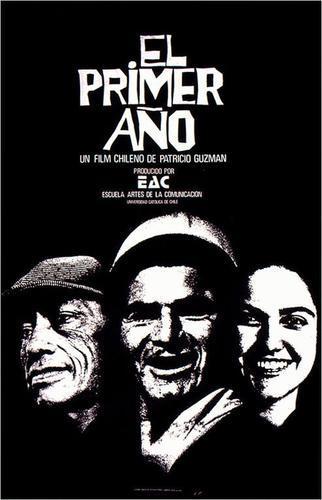 EL
PRIMER
AÑO
UN FILM CHILENO DE PATRICIO GUZMAN
PRODUCIDO POR
EAC
ESCUELA ARTES DE LA COMUNICACION
UNIVERSIDAD CATOLICA DE CHILE